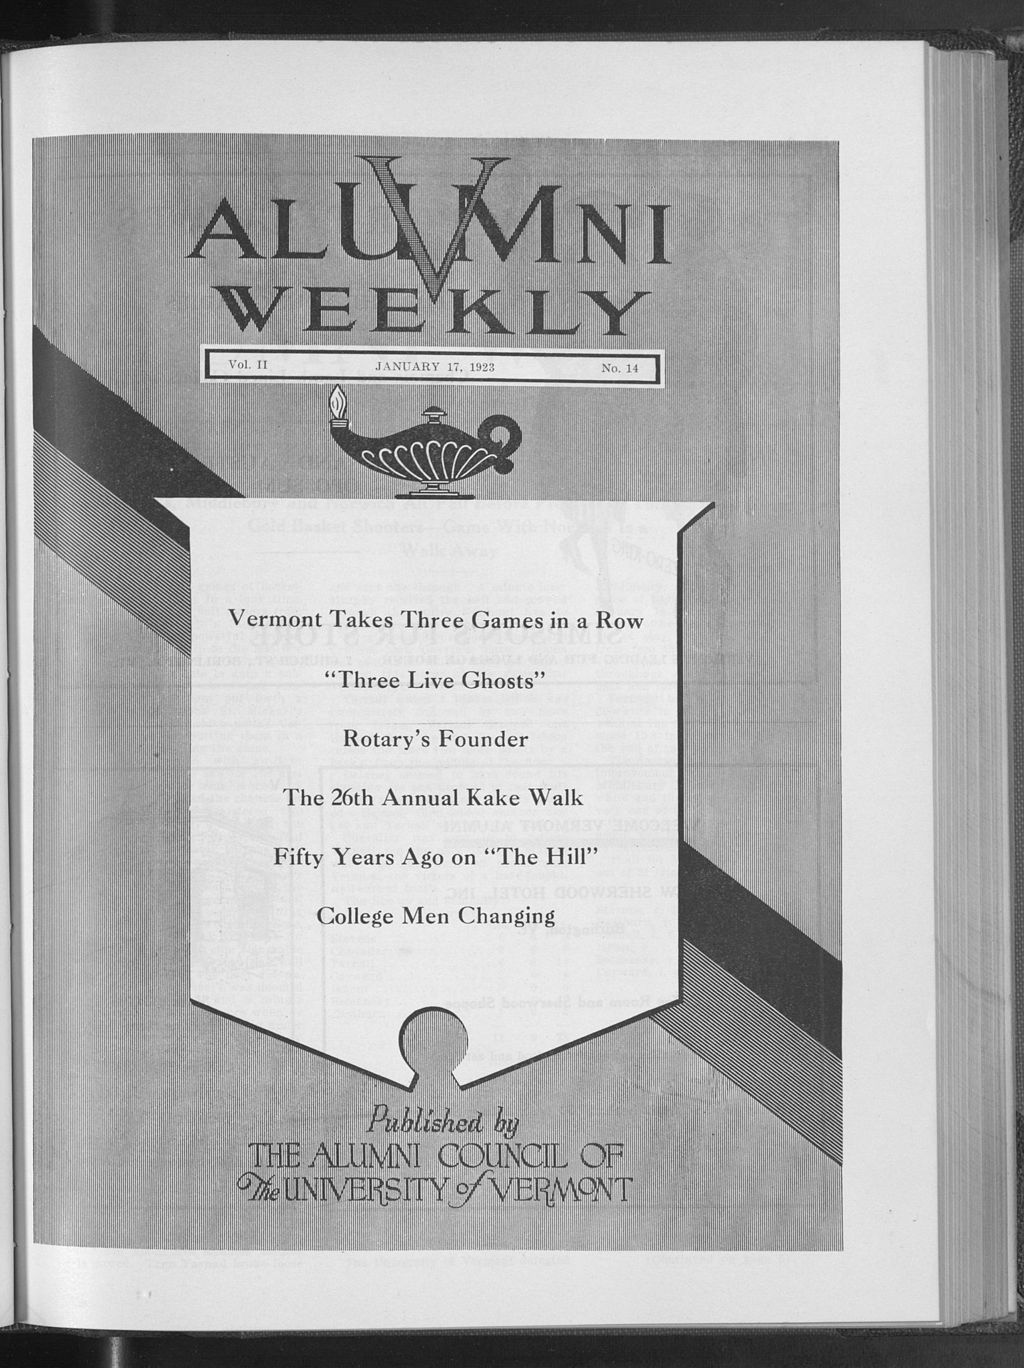 ALUMNI
V
WEEKLY
Vol. II JANUARY 17, 1923 No. 14
Vermont Takes Three Games in a Row
"Three Live Ghosts"
Rotary's Founder
The 26th Annual Kake Walk
Fifty Years Ago on "The Hill"
College Men Changing
Published by
THE ALUMNI COUNCIL OF
The UNIVERSITY of VERMONT